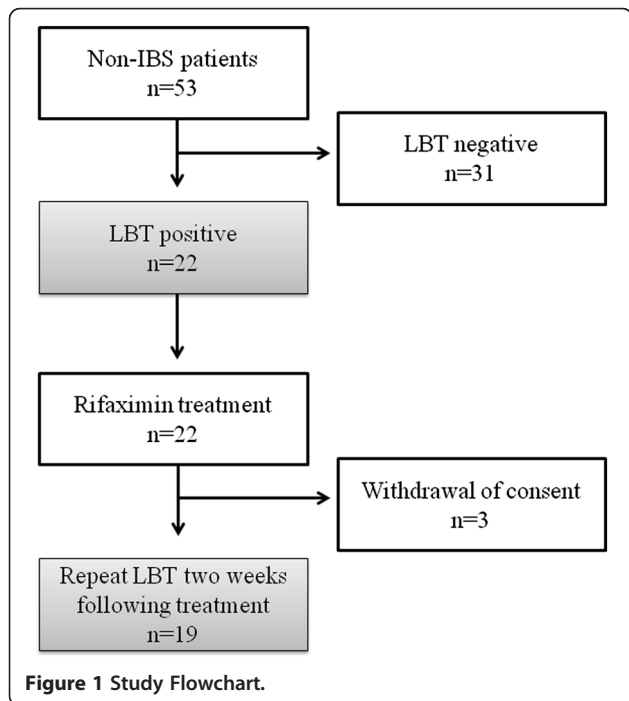 Non-IBS patients
n=53
LBT negative
n=31
LBT positive
n=22
Rifaximin treatment
n=22
Withdrawal of consent
n=3
Repeat LBT two weeks
following treatment
n=19
Figure 1 Study Flowchart.